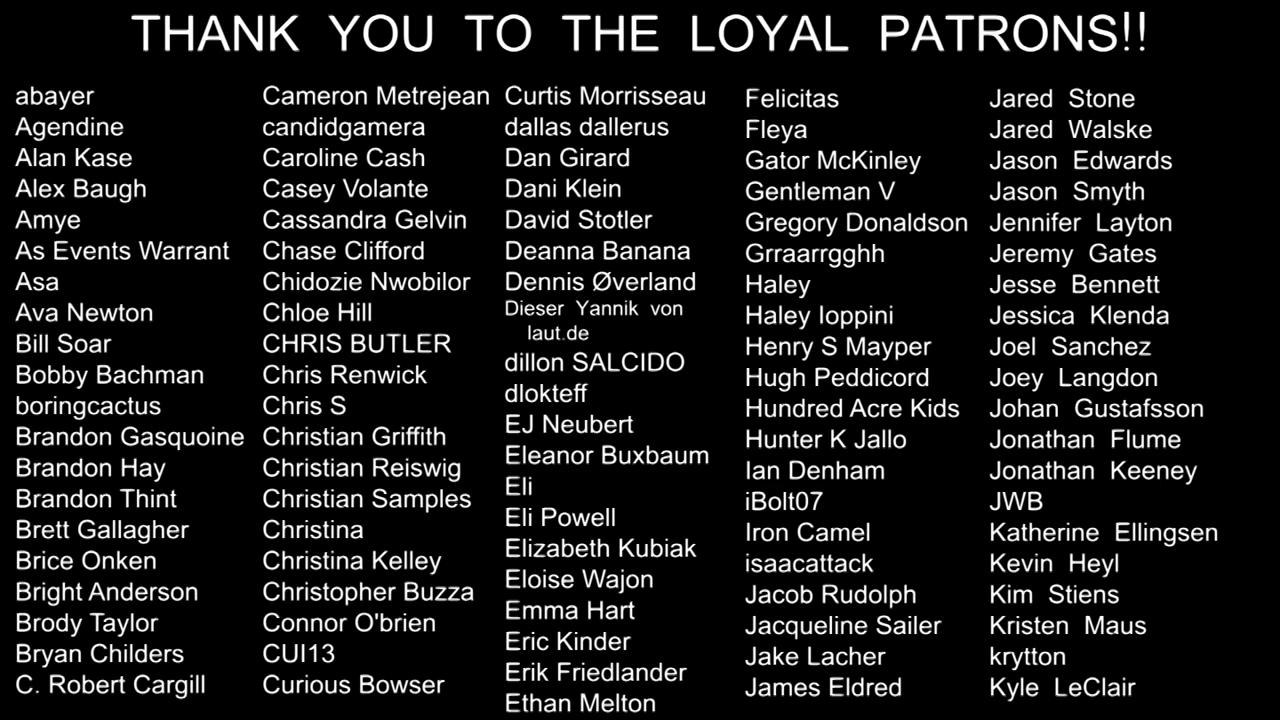 THANK YOU TO THE LOYAL PATRONS!!
abayer
Agendine
Alan Kase
Alex Baugh
Amye
As Events Warrant
Asa
Ava Newton
Bill Soar
Bobby Bachman
boringcactus
Brandon Gasquoine
Brandon Hay
Brandon Thint
Brett Gallagher
Brice Onken
Bright Anderson
Brody Taylor
Bryan Childers
C. Robert Cargill
Cameron Metrejean
candidgamera
Caroline Cash
Casey Volante
Cassandra Gelvin
Chase Clifford
Chidozie Nwobilor
Chloe Hill
CHRIS BUTLER
Chris Renwick
Chris S
Christian Griffith
Christian Reiswig
Christian Samples
Christina
Christina Kelley
Christopher Buzza
Connor O'brien
CUI13
Curious Bowser
Curtis Morrisseau
dallas dallerus
Dan Girard
Dani Klein
David Stotler
Deanna Banana
Dennis Øverland
Dieser Yannik von
laut.de
dillon SALCIDO
dlokteff
EJ Neubert
Eleanor Buxbaum
Eli
Eli Powell
Elizabeth Kubiak
Eloise Wajon
Emma Hart
Eric Kinder
Erik Friedlander
Ethan Melton
Felicitas
Fleya
Gator McKinley
Gentleman V
Gregory Donaldson
Grraarrgghh
Haley
Haley Ioppini
Henry S Mayper
Hugh Peddicord
Hundred Acre Kids
Hunter K Jallo
Ian Denham
iBolt07
Iron Camel
isaacattack
Jacob Rudolph
Jacqueline Sailer
Jake Lacher
James Eldred
Jared Stone
Jared Walske
Jason Edwards
Jason Smyth
Jennifer Layton
Jeremy Gates
Jesse Bennett
Jessica Klenda
Joel Sanchez
Joey Langdon
Johan Gustafsson
Jonathan Flume
Jonathan Keeney
JWB
Katherine Ellingsen
Kevin Heyl
Kim Stiens
Kristen Maus
krytton
Kyle LeClair